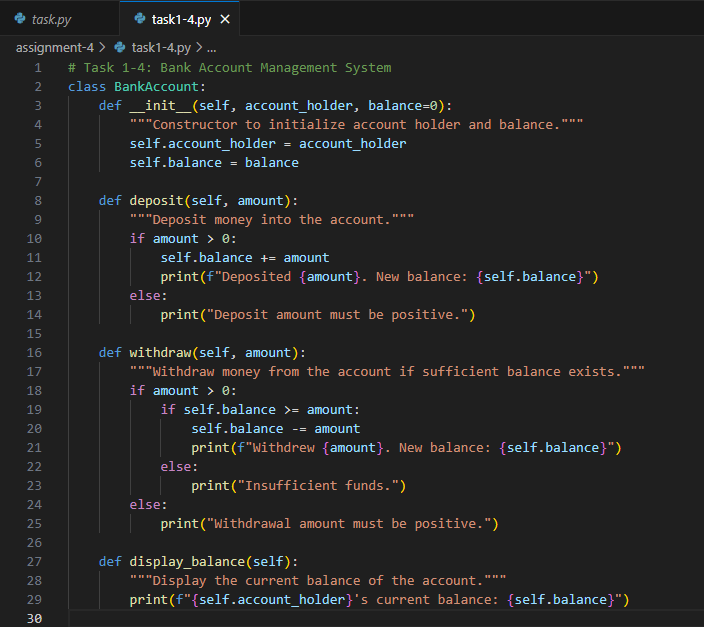 task.py    task1-4.py ×
assignment-4 > task1-4.py > ...
1  # Task 1-4: Bank Account Management System
2  class BankAccount:
3      def __init__(self, account_holder, balance=0):
4          """Constructor to initialize account holder and balance."""
5          self.account_holder = account_holder
6          self.balance = balance
7
8      def deposit(self, amount):
9          """Deposit money into the account."""
10         if amount > 0:
11             self.balance += amount
12             print(f"Deposited {amount}. New balance: {self.balance}")
13         else:
14             print("Deposit amount must be positive.")
15
16     def withdraw(self, amount):
17         """Withdraw money from the account if sufficient balance exists."""
18         if amount > 0:
19             if self.balance >= amount:
20                 self.balance -= amount
21                 print(f"Withdrew {amount}. New balance: {self.balance}")
22             else:
23                 print("Insufficient funds.")
24         else:
25             print("Withdrawal amount must be positive.")
26
27     def display_balance(self):
28         """Display the current balance of the account."""
29         print(f"{self.account_holder}'s current balance: {self.balance}")
30